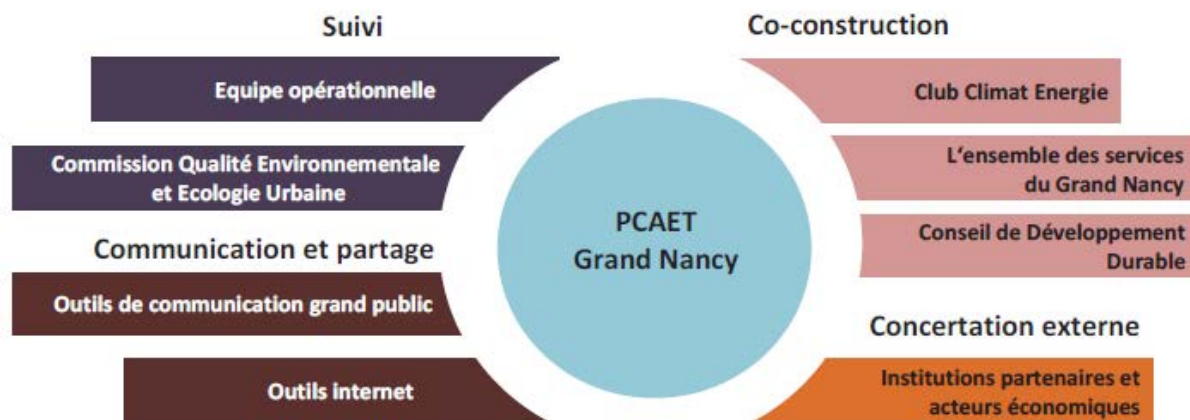 Suivi
Equipe opérationnelle
Commission Qualité Environnementale
et Ecologie Urbaine
Communication et partage
Outils de communication grand public
Outils internet
PCAET
Grand Nancy
Co-construction
Club Climat Energie
L‘ensemble des services
du Grand Nancy
Conseil de Développement
Durable
Concertation externe
Institutions partenaires et
acteurs économiques